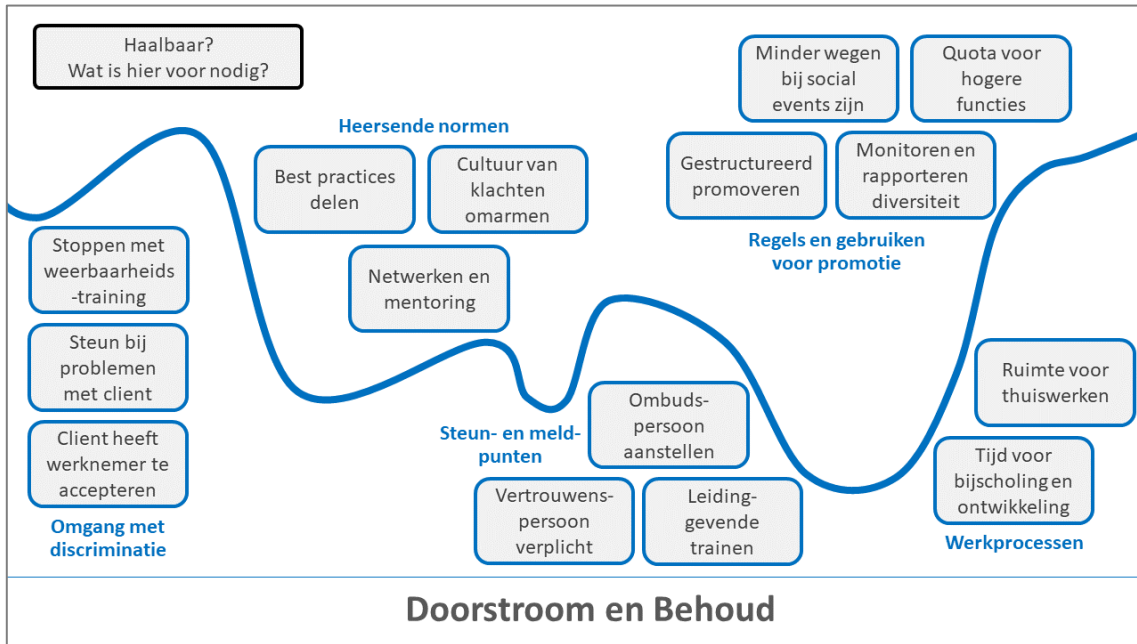 Haalbaar?
Wat is hier voor nodig?
Heersende normen
Best practices
delen
Cultuur van
klachten
omarmen
Netwerken en
mentoring
Minder wegen
bij social
events zijn
Quota voor
hogere
functies
Gestructureerd
promoveren
Monitoren en
rapporteren
diversiteit
Regels en gebruiken
voor promotie
Stoppen met
weerbaarheids
-training
Steun bij
problemen
met client
Client heeft
werknemer te
accepteren
Omgang met
discriminatie
Steun- en meld-
punten
Ombuds-
persoon
aanstellen
Vertrouwens-
persoon
verplicht
Leiding-
gevende
trainen
Ruimte voor
thuiswerken
Tijd voor
bijscholing en
ontwikkeling
Werkprocessen
Doorstroom en Behoud